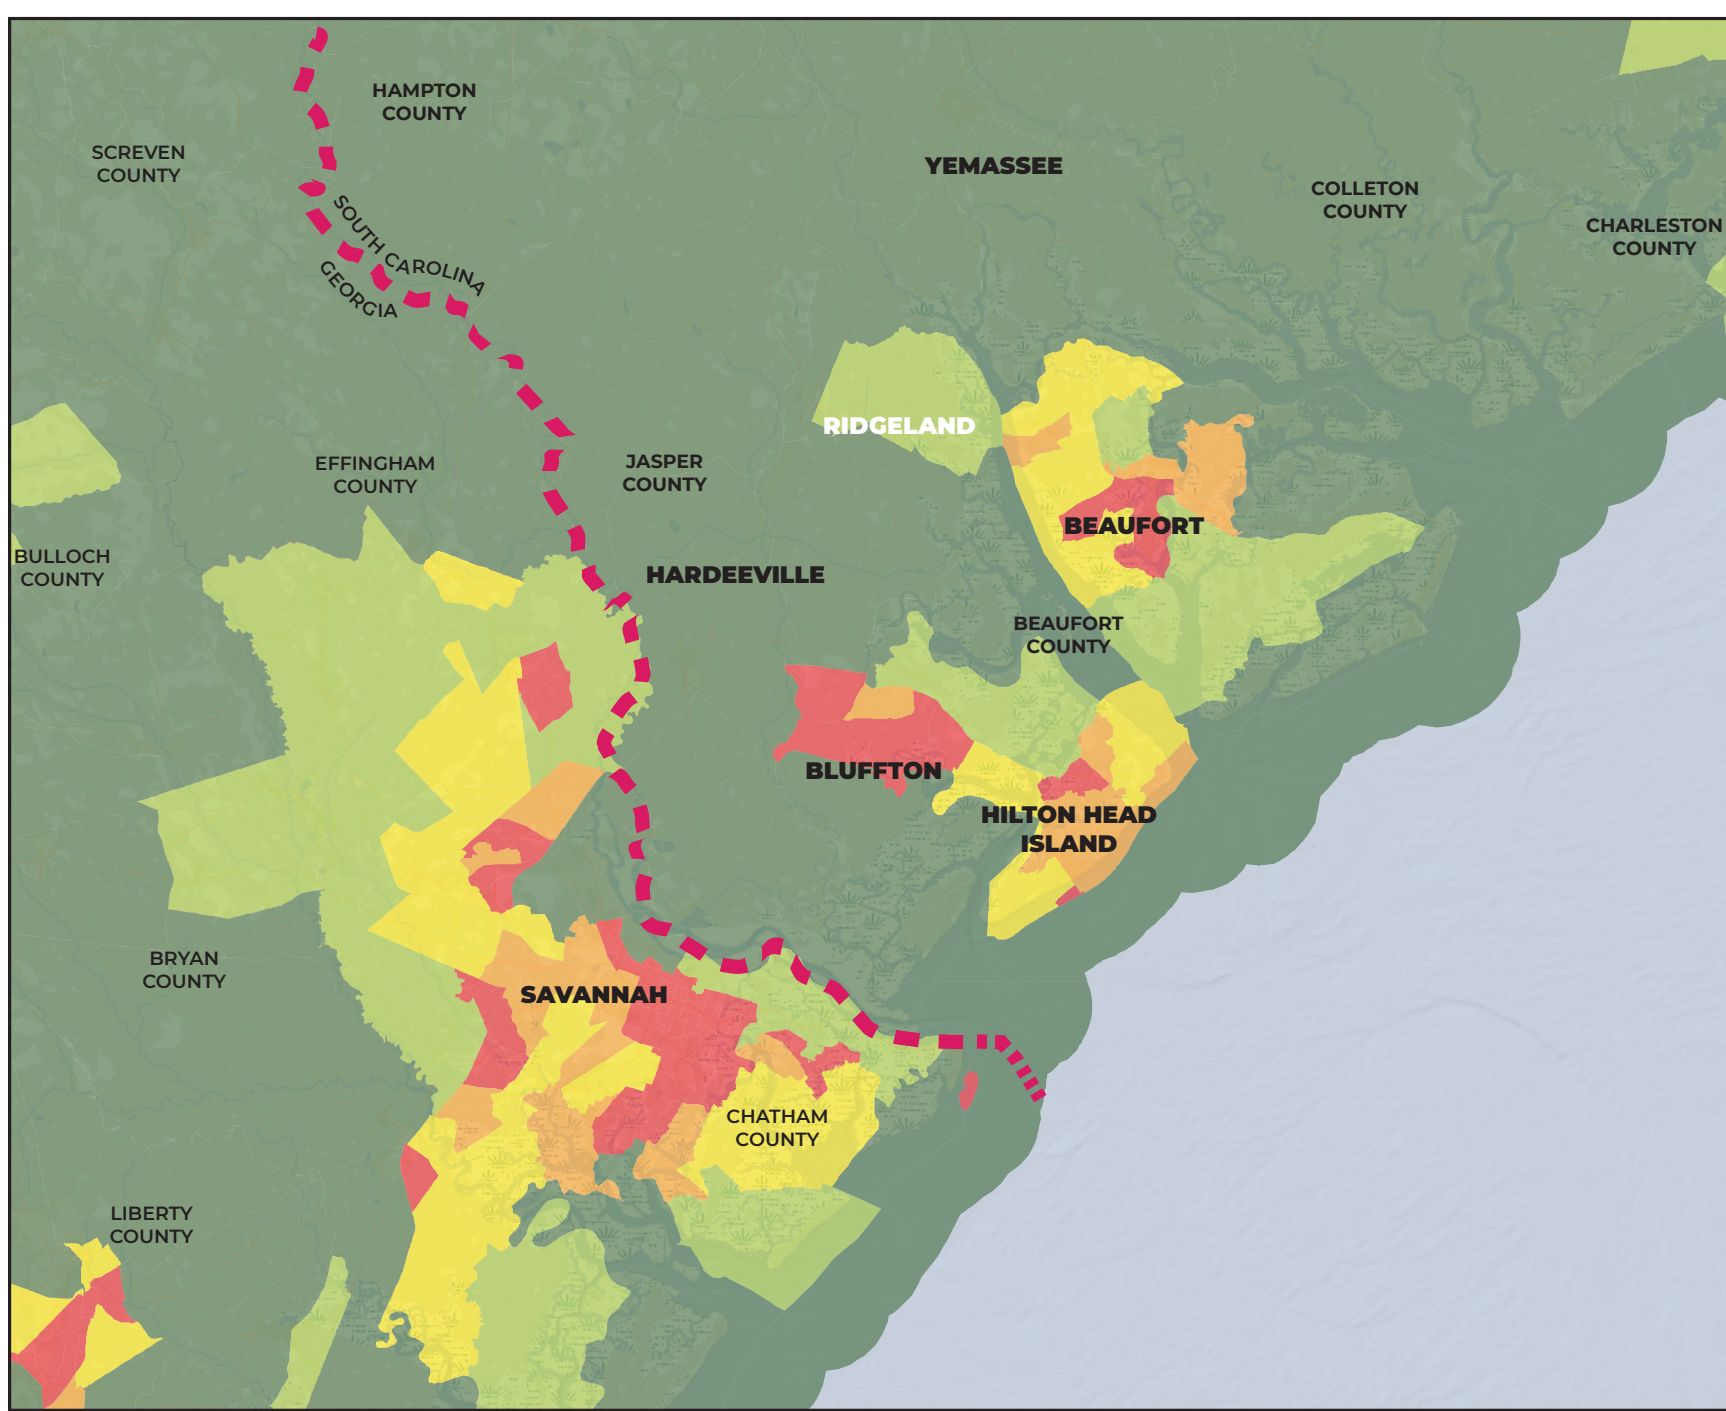 HAMPTON
COUNTY
SCREVEN
COUNTY
YEMASSEE
COLLETON
COUNTY
CHARLESTON
COUNTY
SOUTH CAROLINA
GEORGIA
RIDGELAND
EFFINGHAM
COUNTY
JASPER
COUNTY
BEAUFORT
BULLOCH
COUNTY
HARDEEVILLE
BEAUFORT
COUNTY
BLUFFTON
HILTON HEAD
ISLAND
BRYAN
COUNTY
SAVANNAH
CHATHAM
COUNTY
LIBERTY
COUNTY